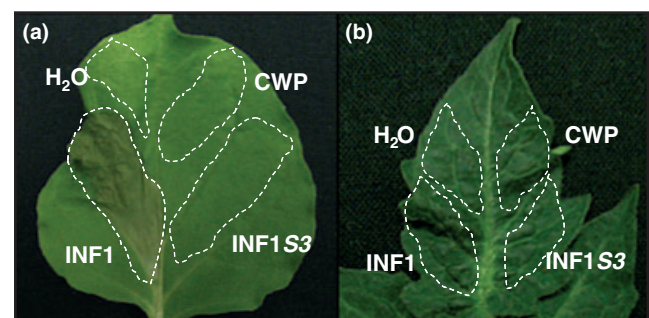 (a)
H₂O
CWP
INF1
INF1S3
(b)
H₂O
CWP
INF1
INF1S3